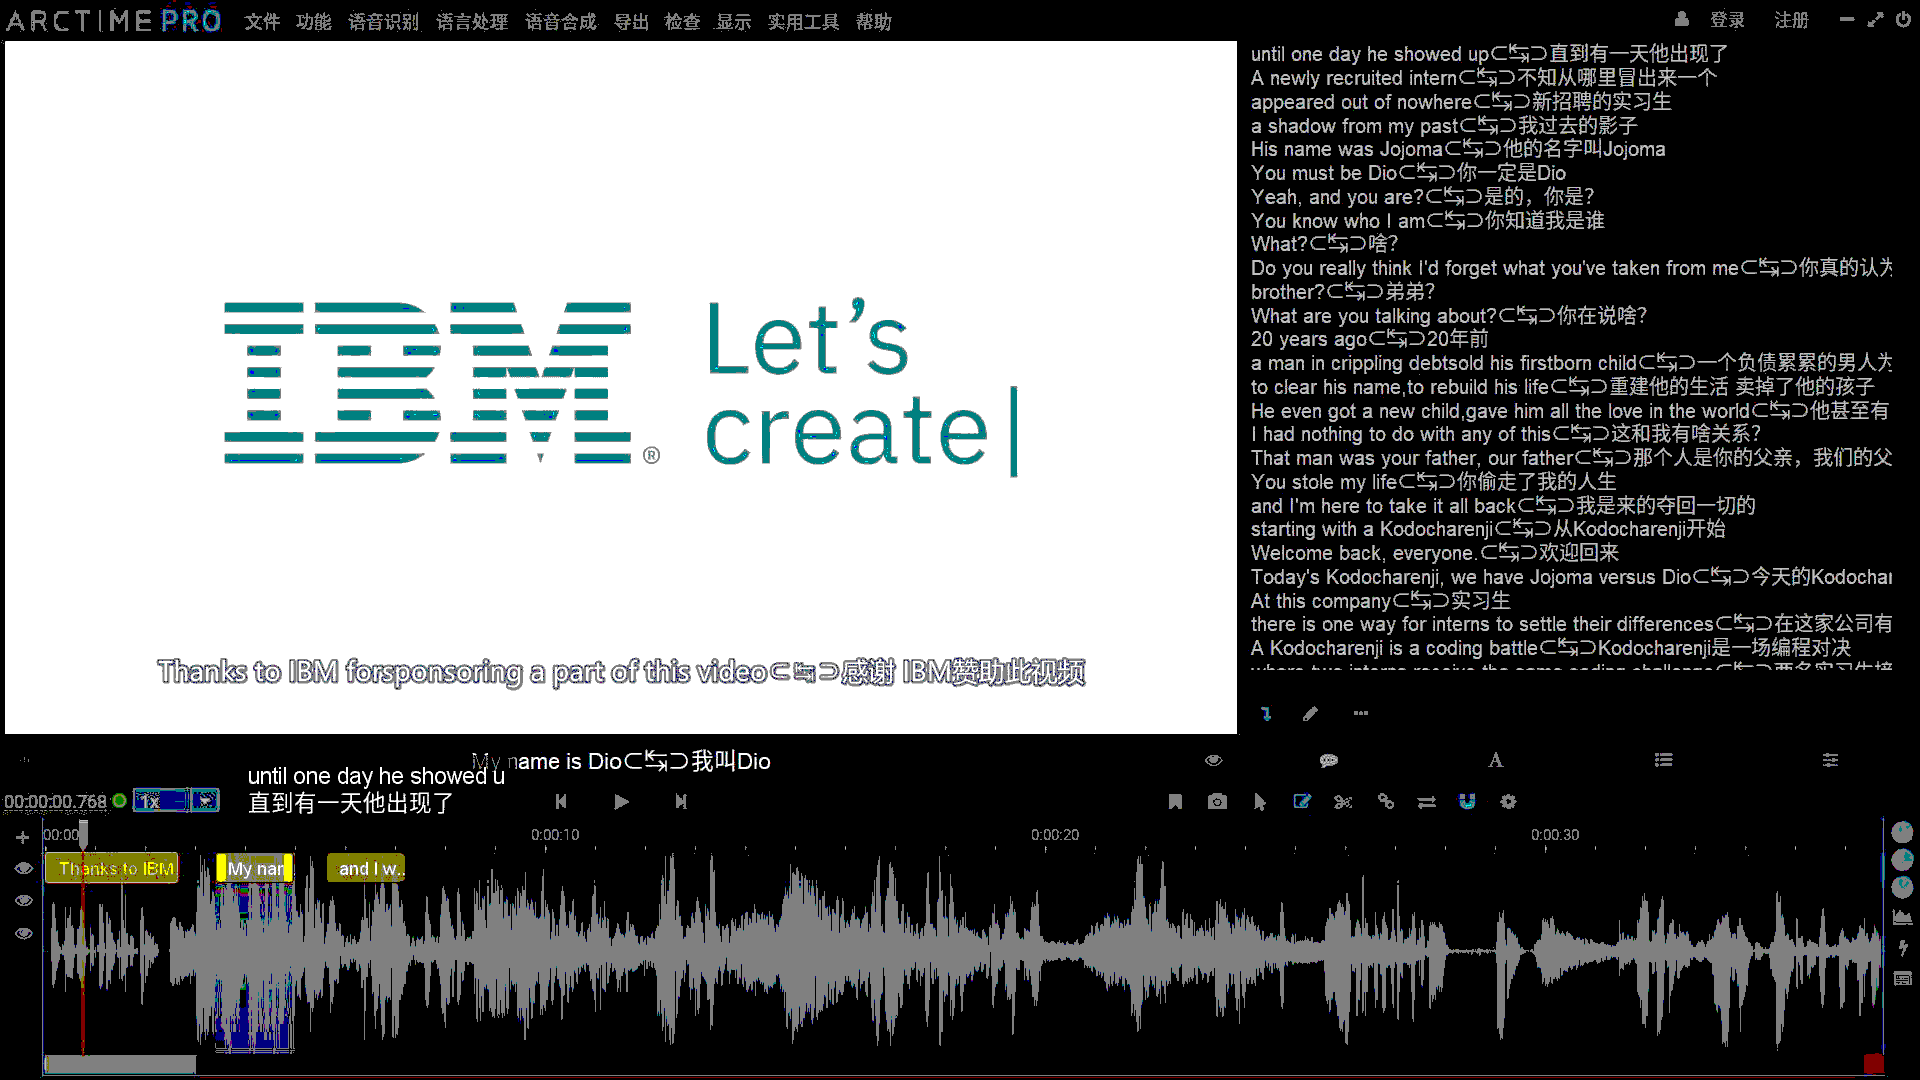 ARCTIME PRO 文件 功能 语音识别 语言处理 语音合成 导出 检查 显示 实用工具 帮助 登录 注册
IBM® Let's
create|
Thanks to IBM forsponsoring a part of this video⊂↹⊃感谢 IBM赞助此视频
until one day he showed up⊂↹⊃直到有一天他出现了
A newly recruited intern⊂↹⊃不知从哪里冒出来一个
appeared out of nowhere⊂↹⊃新招聘的实习生
a shadow from my past⊂↹⊃我过去的影子
His name was Jojoma⊂↹⊃他的名字叫Jojoma
You must be Dio⊂↹⊃你一定是Dio
Yeah, and you are?⊂↹⊃是的，你是?
You know who I am⊂↹⊃你知道我是谁
What?⊂↹⊃啥?
Do you really think I'd forget what you've taken from me⊂↹⊃你真的认为
brother?⊂↹⊃弟弟?
What are you talking about?⊂↹⊃你在说啥?
20 years ago⊂↹⊃20年前
a man in crippling debtsold his firstborn child⊂↹⊃一个负债累累的男人为
to clear his name,to rebuild his life⊂↹⊃重建他的生活 卖掉了他的孩子
He even got a new child,gave him all the love in the world⊂↹⊃他甚至有
I had nothing to do with any of this⊂↹⊃这和我有啥关系?
That man was your father, our father⊂↹⊃那个人是你的父亲，我们的父
You stole my life⊂↹⊃你偷走了我的人生
and I'm here to take it all back⊂↹⊃我是来的夺回一切的
starting with a Kodocharenji⊂↹⊃从Kodocharenji开始
Welcome back, everyone.⊂↹⊃欢迎回来
Today's Kodocharenji, we have Jojoma versus Dio⊂↹⊃今天的Kodochar
At this company⊂↹⊃实习生
there is one way for interns to settle their differences⊂↹⊃在这家公司有
A Kodocharenji is a coding battle⊂↹⊃Kodocharenji是一场编程对决
where two interns receive the same coding challenge⊂↹⊃两名实习生接
My name is Dio⊂↹⊃我叫Dio
until one day he showed u
直到有一天他出现了
00:00:00.768 1x
00:00 0:00:10 0:00:20 0:00:30
Thanks to IBM My nar and I w..